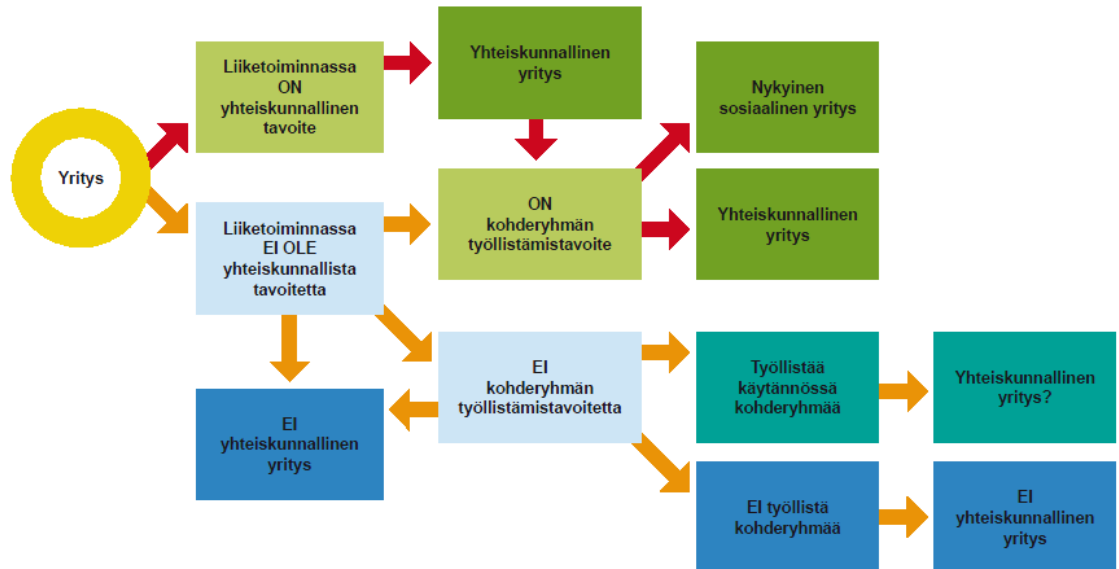 Yritys
Liiketoiminnassa
ON
yhteiskunnallinen
tavoite
Yhteiskunnallinen
yritys
Nykyinen
sosiaalinen yritys
Liiketoiminnassa
EI OLE
yhteiskunnallista
tavoitetta
ON
kohderyhmän
työllistämistavoite
Yhteiskunnallinen
yritys
EI
yhteiskunnallinen
yritys
EI
kohderyhmän
työllistämistavoitetta
Työllistää
käytännössä
kohderyhmää
Yhteiskunnallinen
yritys?
EI työllistä
kohderyhmää
EI
yhteiskunnallinen
yritys